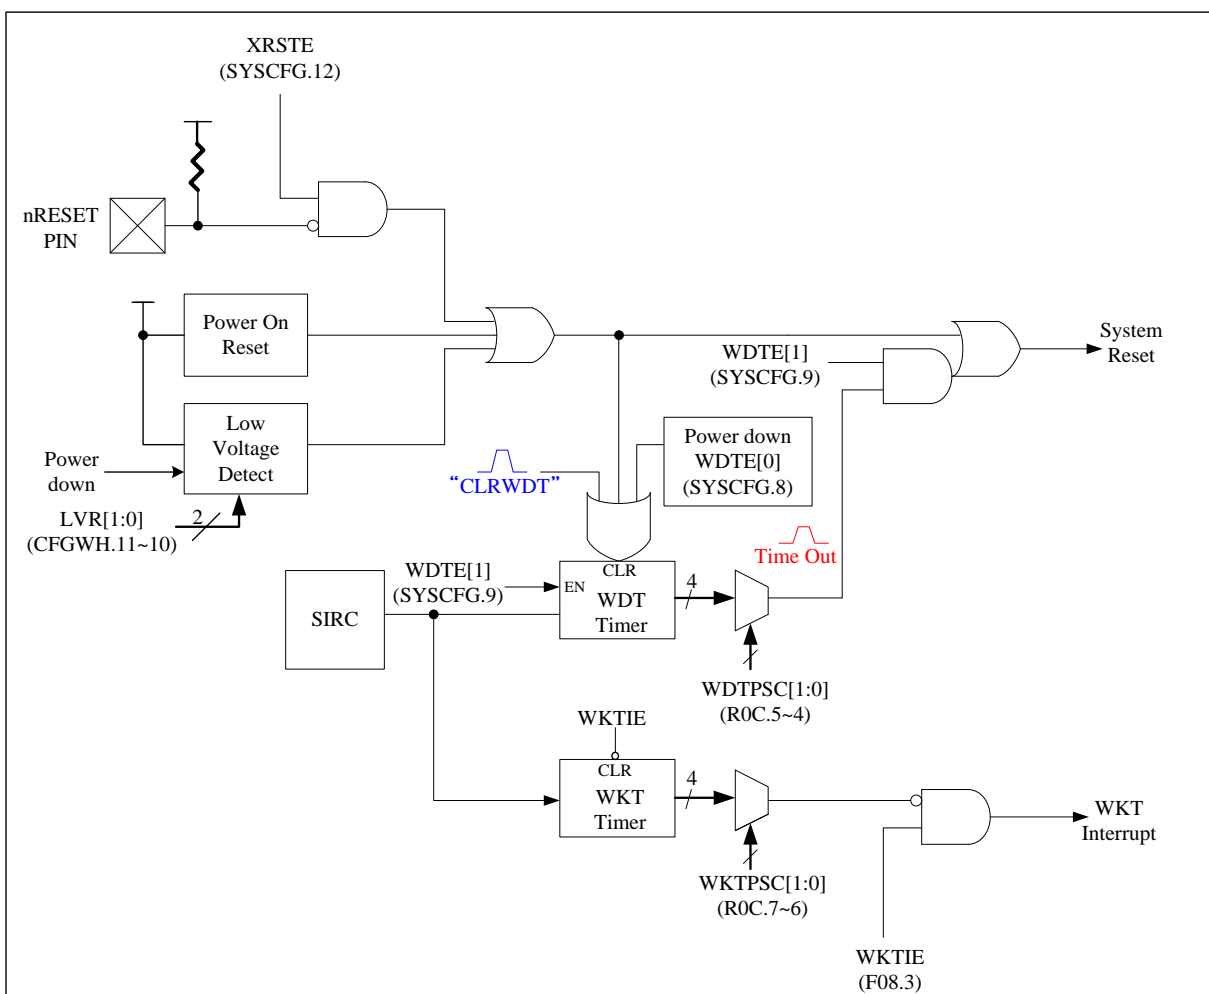 XRSTE
(SYSCFG.12)
nRESET
PIN
Power On
Reset
System
Reset
WDTE[1]
(SYSCFG.9)
Low
Voltage
Detect
Power
down
Power down
WDTE[0]
(SYSCFG.8)
“CLRWDT”
LVR[1:0]
(CFGWH.11~10)
2
Time Out
WDTE[1]
(SYSCFG.9)
SIRC
CLR
EN
WDT
Timer
4
WDTPSC[1:0]
(R0C.5~4)
WKTIE
CLR
WKT
Timer
4
WKT
Interrupt
WKTPSC[1:0]
(R0C.7~6)
WKTIE
(F08.3)